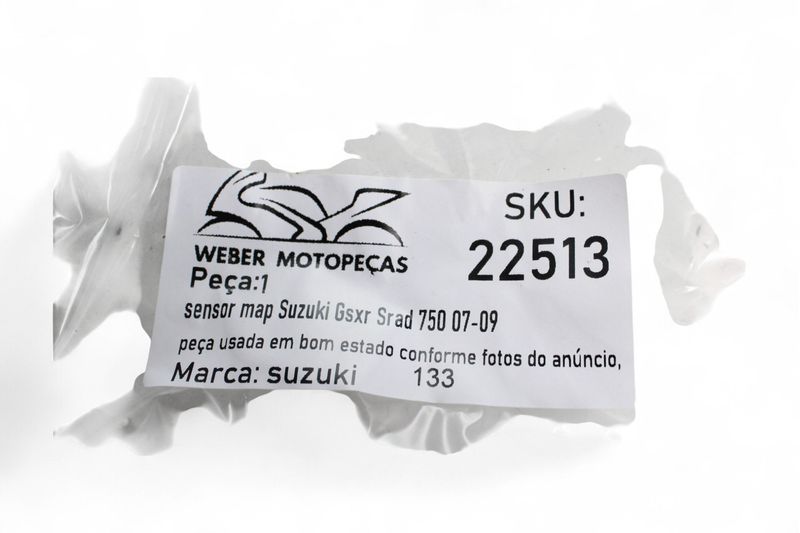 WEBER MOTOPEÇAS
SKU:
22513
Peça:1
sensor map Suzuki Gsxr Srad 750 07-09
peça usada em bom estado conforme fotos do anúncio,
Marca: suzuki 133